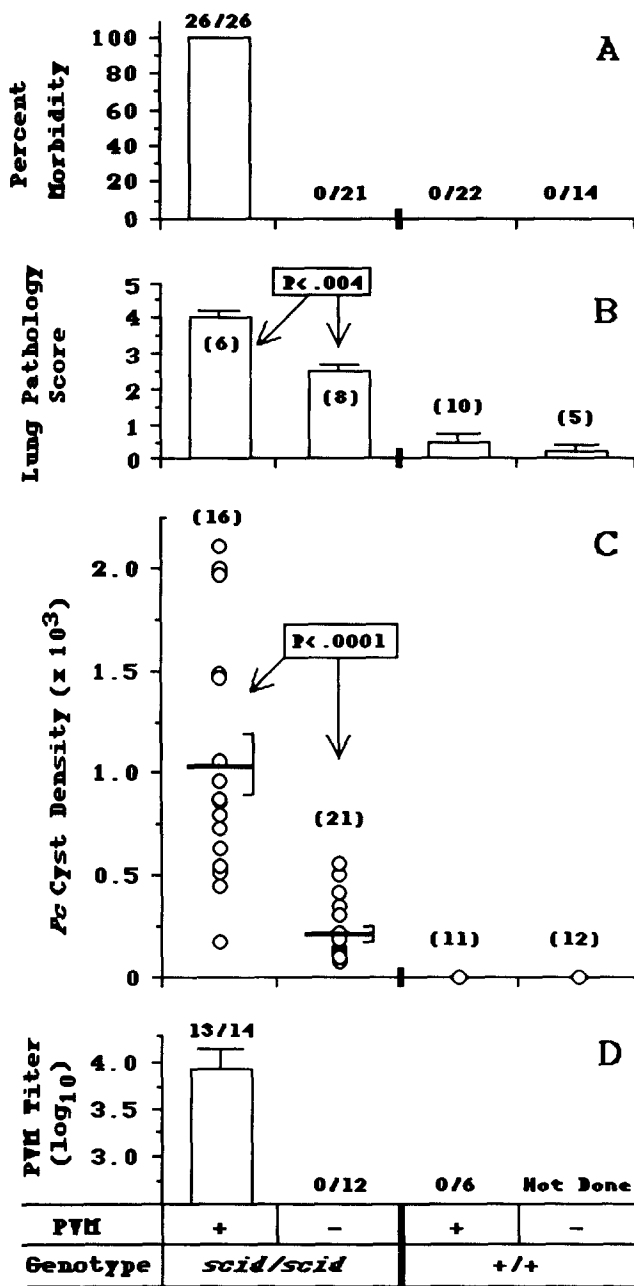 26/26
A
Percent
Morbidity
100
80
60
40
20
0
0/21
0/22
0/14
P<.004
B
Lung Pathology
Score
5
4
3
2
1
0
(6)
(8)
(10)
(5)
(16)
C
Pc Cyst Density (x 10³)
2.0
1.5
1.0
0.5
0
P<.0001
(21)
(11)
(12)
13/14
D
PVM Titer
(log₁₀)
4.0
3.5
3.0
0/12
0/6
Not Done
PVM + − + −
Genotype scid/scid +/+